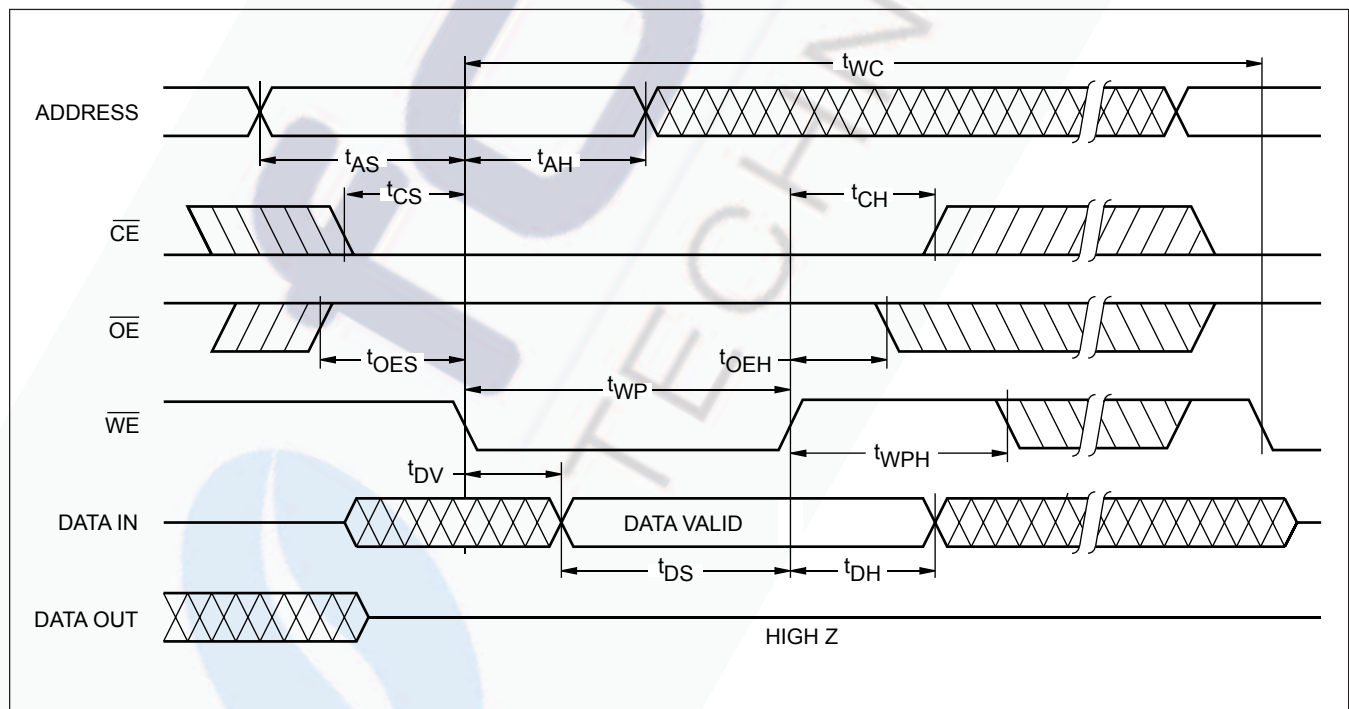 tWC
ADDRESS
tAS
tAH
tCS
tCH
CE
OE
tOES
tOEH
tWP
WE
tWPH
tDV
DATA IN
DATA VALID
tDS
tDH
DATA OUT
HIGH Z
TECHN